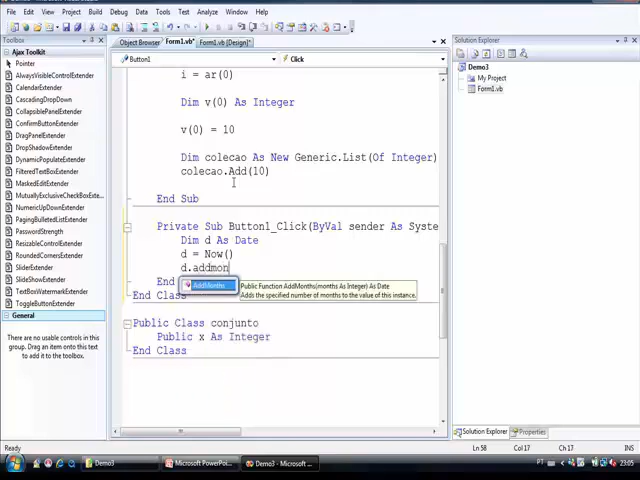 File Edit View Project Build Debug Data Tools Test Analyze Window Help
Toolbox
Object Browser
Form1.vb*
Form1.vb [Design]*
Solution Explorer
Button1
Click
Ajax Toolkit
Pointer
AlwaysVisibleControlExtender
CalendarExtender
CascadingDropDown
CollapsiblePanelExtender
ConfirmButtonExtender
DragPanelExtender
DropShadowExtender
DynamicPopulateExtender
FilteredTextBoxExtender
MaskedEditExtender
MutuallyExclusiveCheckBoxExten
NumericUpDownExtender
PagingBulletedListExtender
PasswordStrength
ResizableControlExtender
RoundedCornersExtender
SliderExtender
SlideShowExtender
TextBoxWatermarkExtender
ToggleButtonExtender
General
There are no usable controls in this
group. Drag an item onto this text
to add it to the toolbox.
i = ar(0)
Dim v(0) As Integer
v(0) = 10
Dim colecao As New Generic.List(Of Integer)
colecao.Add(10)
End Sub
Private Sub Button1_Click(ByVal sender As Syste
Dim d As Date
d = Now()
d.addmon
End
AddMonths
Public Function AddMonths(months As Integer) As Date
Adds the specified number of months to the value of this instance.
End Class
Public Class conjunto
Public x As Integer
End Class
Demo3
My Project
Form1.vb
Solution Explorer
Properties
Ready
Ln 58
Col 17
Ch 17
INS
Demo3
Microsoft PowerPo...
Demo3 - Microsoft ...
PT
23:05